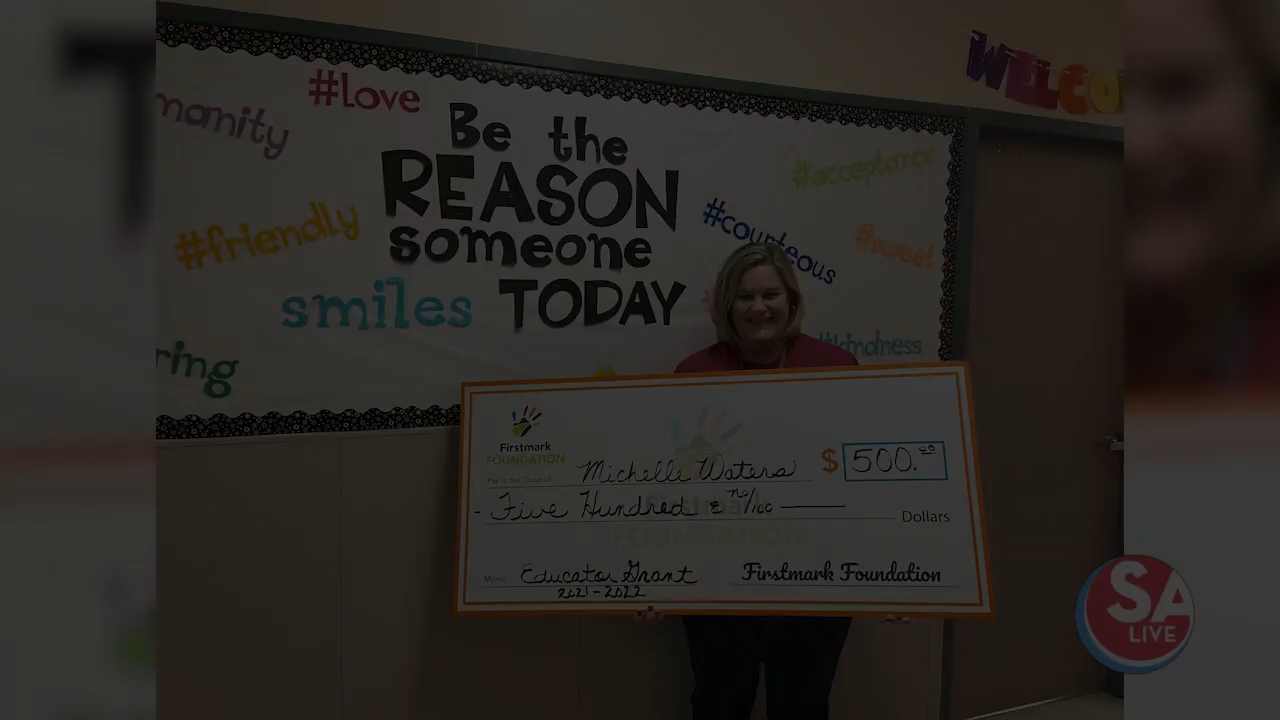 WELCO
#love
manity
Be the
REASON
someone
smiles TODAY
#friendly
ring
#acceptance
#courteous
#sweet
#kindness
Firstmark
FOUNDATION
Pay to the Order of Michelle Waters $ 500.00
- Five Hundred & no/100 Dollars
Firstmark
FOUNDATION
Memo Educator Grant
2021-2022
Firstmark Foundation
SA
LIVE